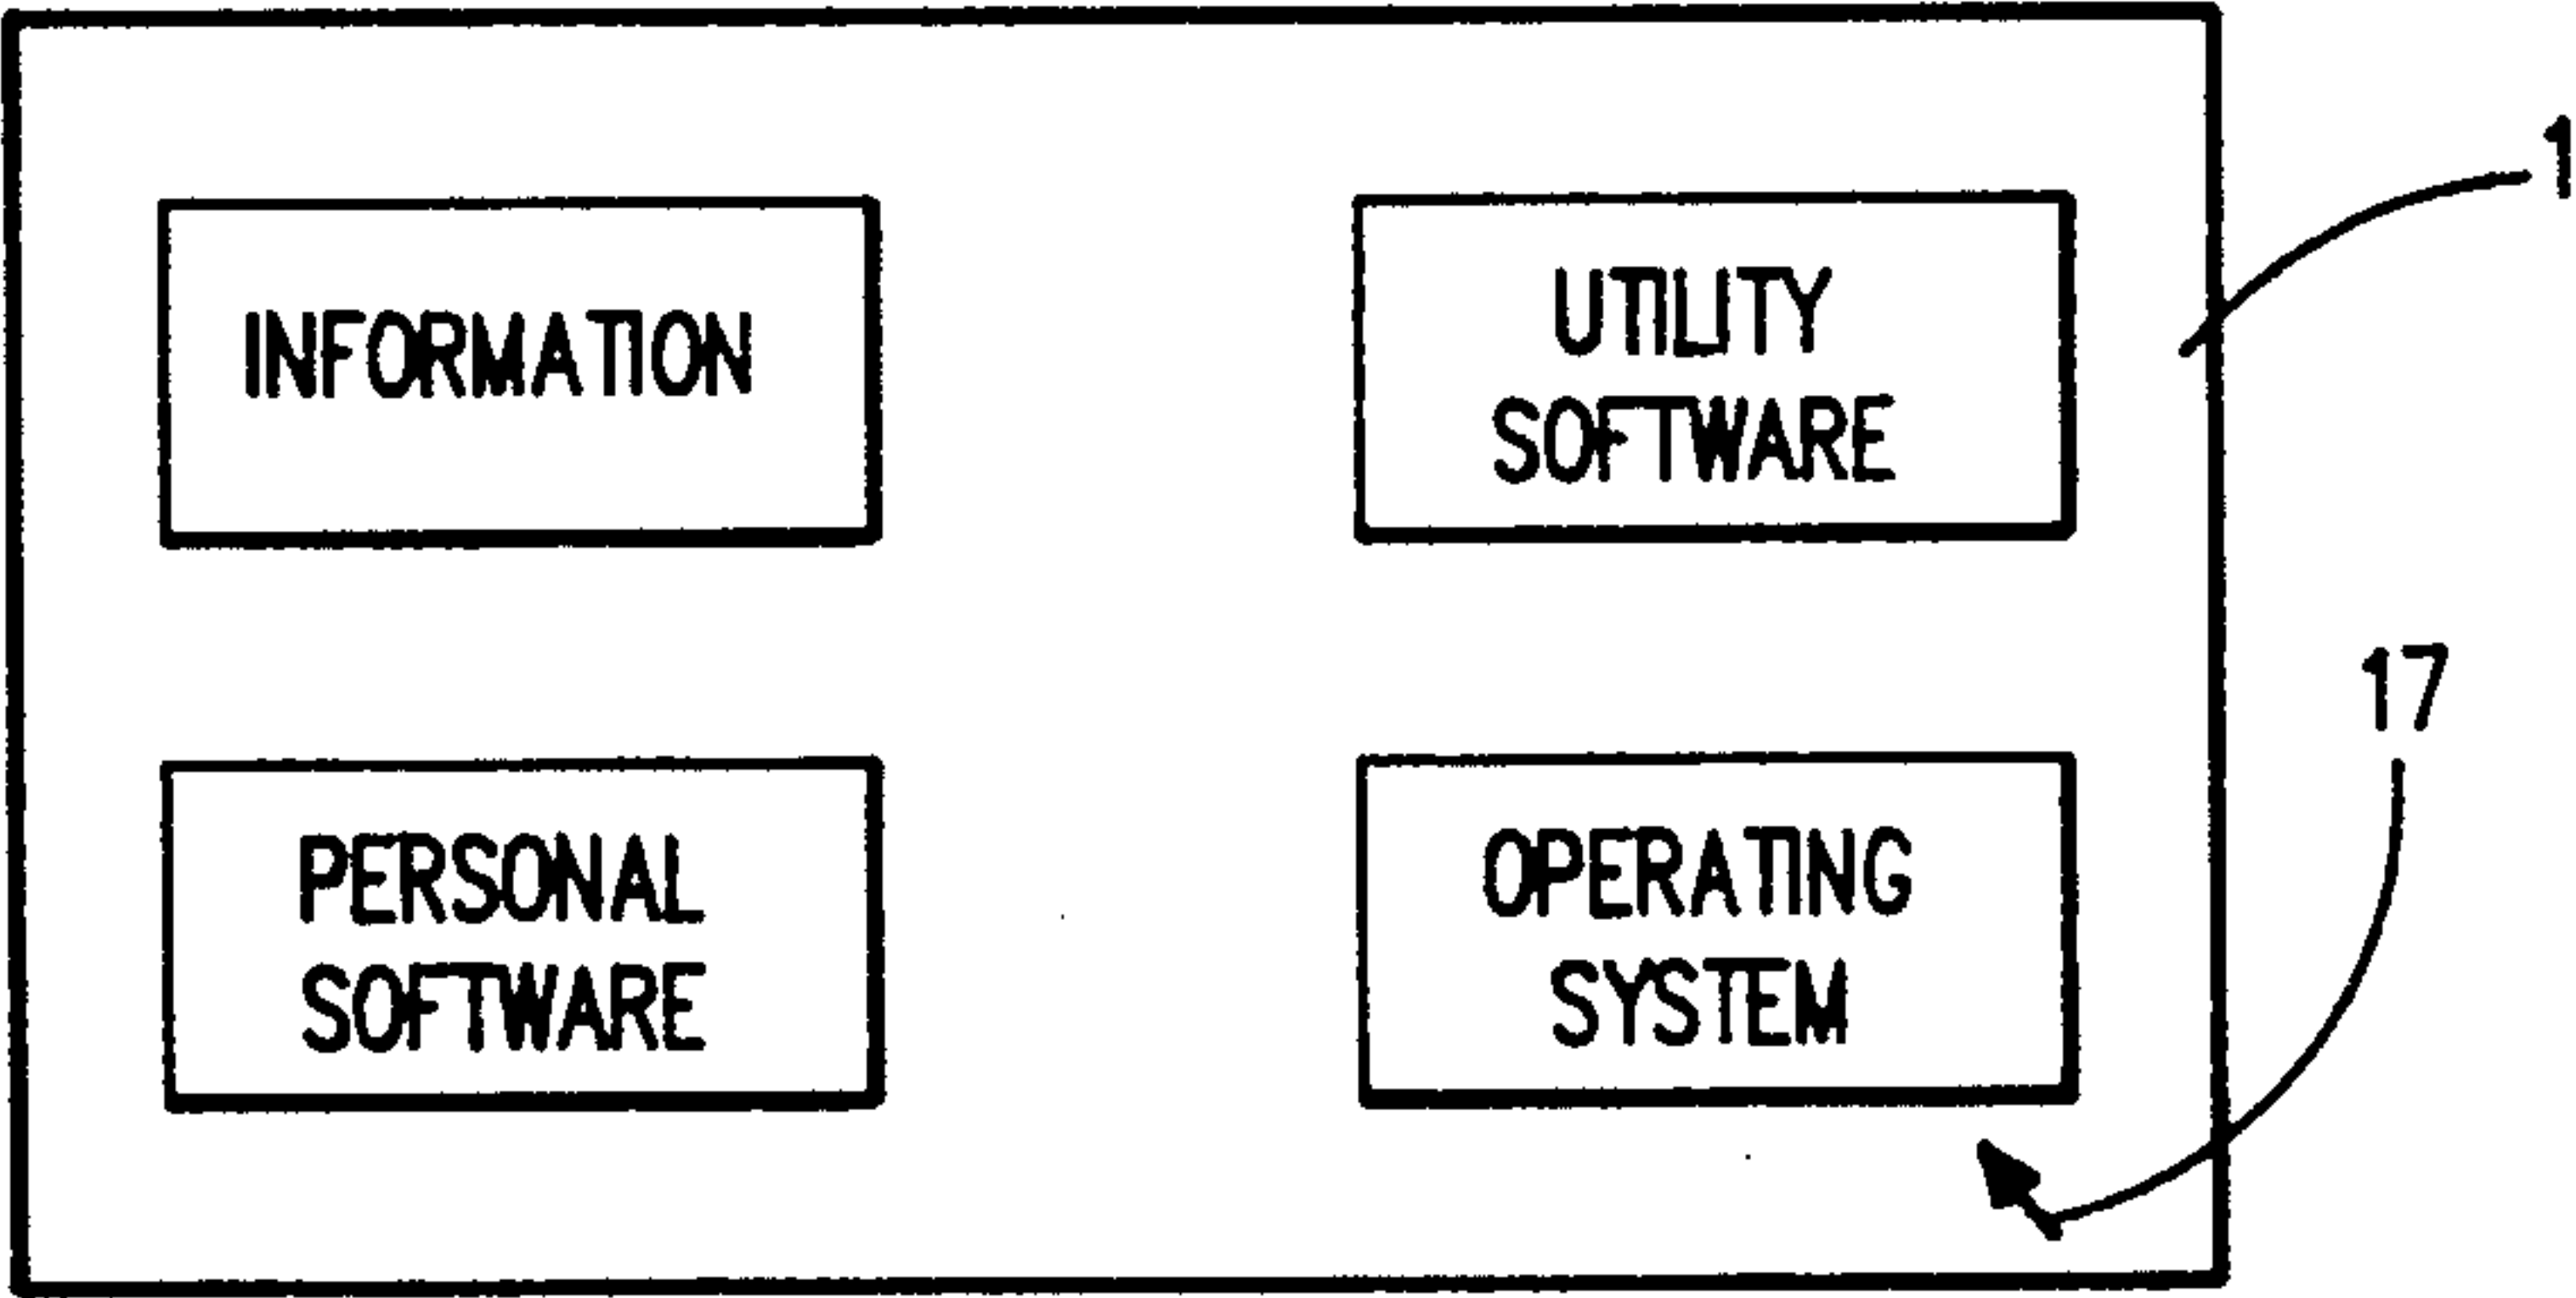 INFORMATION
UTILITY
SOFTWARE
1
17
PERSONAL
SOFTWARE
OPERATING
SYSTEM